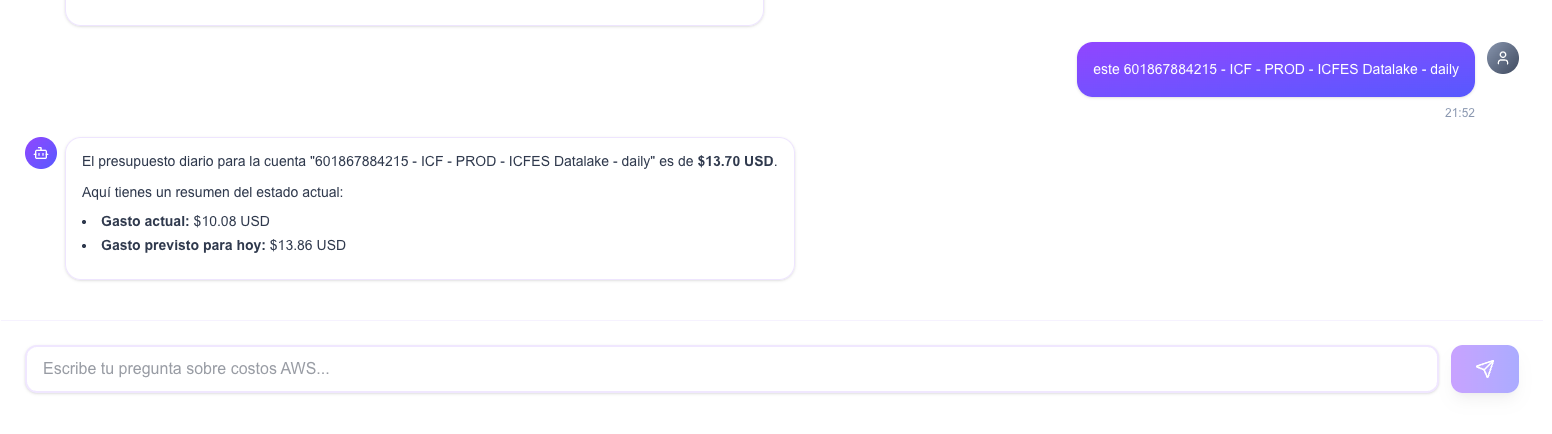 este 601867884215 - ICF - PROD - ICFES Datalake - daily
21:52
El presupuesto diario para la cuenta "601867884215 - ICF - PROD - ICFES Datalake - daily" es de $13.70 USD.
Aquí tienes un resumen del estado actual:
• Gasto actual: $10.08 USD
• Gasto previsto para hoy: $13.86 USD
Escribe tu pregunta sobre costos AWS...